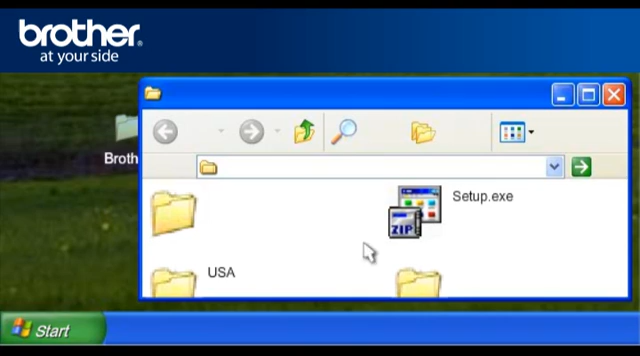 brother
at your side
Broth
Setup.exe
ZIP
USA
Start